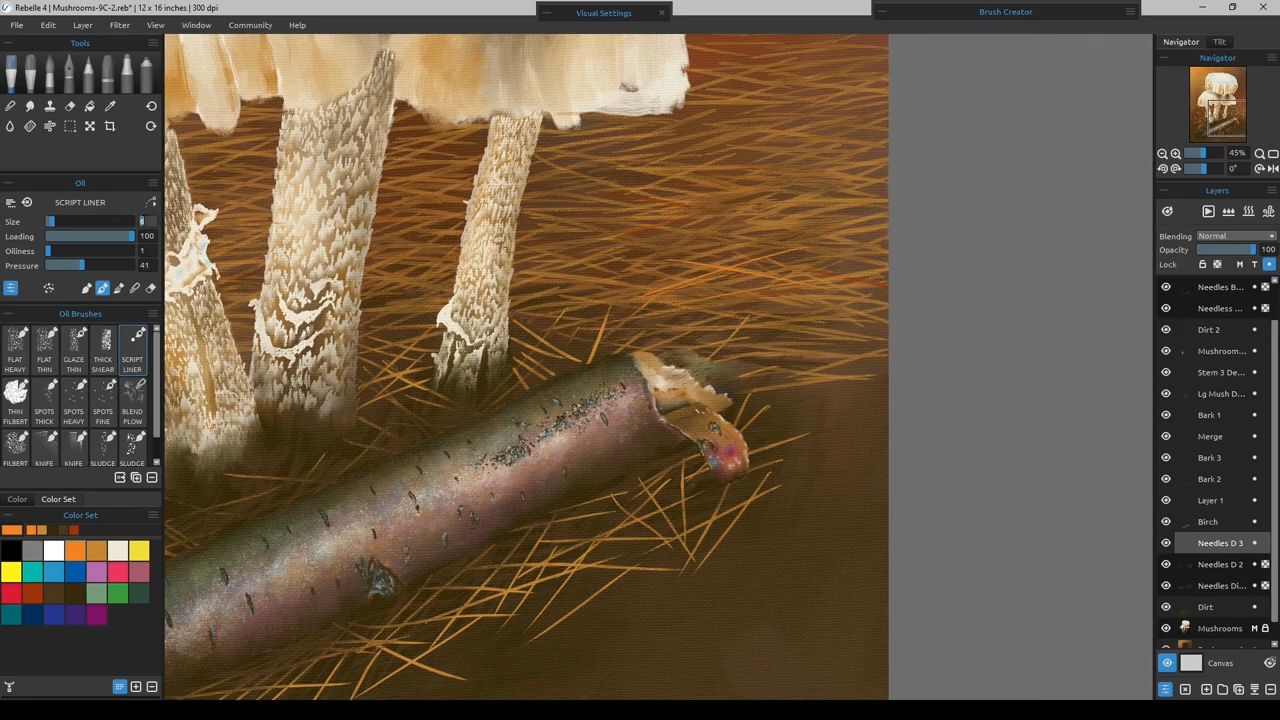 Rebelle 4 | Mushrooms-9C-2.reb* | 12 x 16 inches | 300 dpi
Visual Settings
Brush Creator
File Edit Layer Filter View Window Community Help
Tools
Oil
SCRIPT LINER
Size
Loading 100
Oiliness 1
Pressure 41
Oil Brushes
FLAT HEAVY
FLAT THIN
GLAZE THIN
THICK SMEAR
SCRIPT LINER
THIN FILBERT
SPOTS THICK
SPOTS HEAVY
SPOTS FINE
BLEND PLOW
FILBERT
KNIFE
KNIFE
SLUDGE
SLUDGE
Color Color Set
Color Set
Navigator Tilt
Navigator
45%
0°
Layers
Blending Normal
Opacity 100
Lock M T
Needles B...
Needless ...
Dirt 2
Mushroom...
Stem 3 De...
Lg Mush D...
Bark 1
Merge
Bark 3
Bark 2
Layer 1
Birch
Needles D 3
Needles D 2
Needles Di...
Dirt
Mushrooms M
Canvas